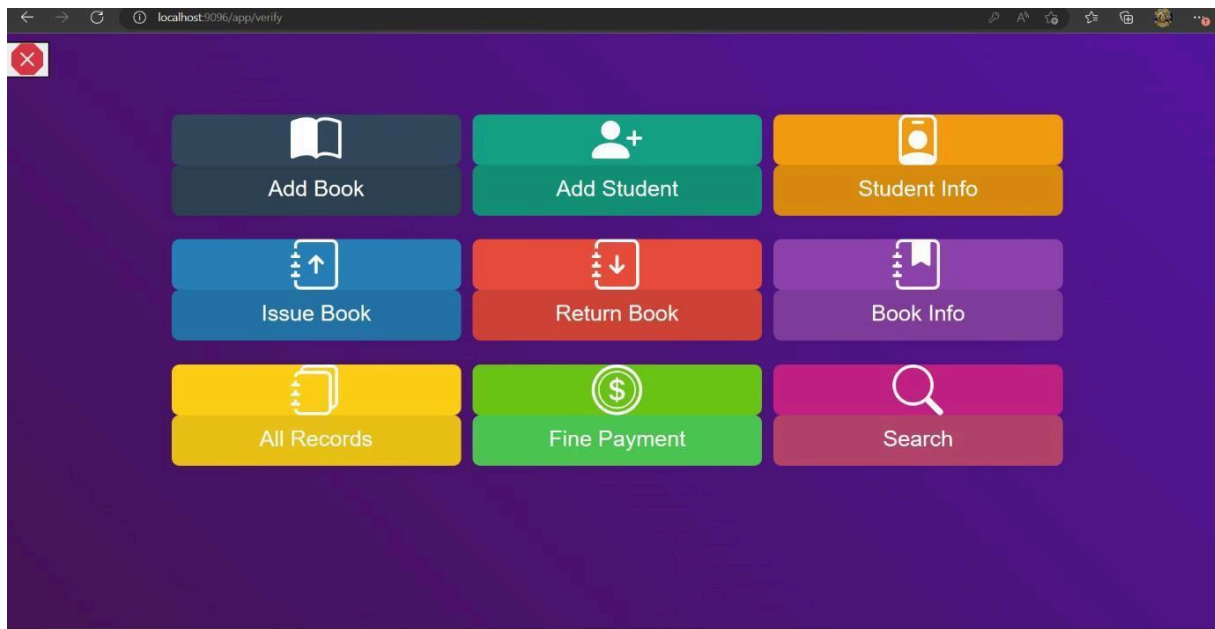 localhost:9096/app/verify
Add Book
Add Student
Student Info
Issue Book
Return Book
Book Info
All Records
$
Fine Payment
Search